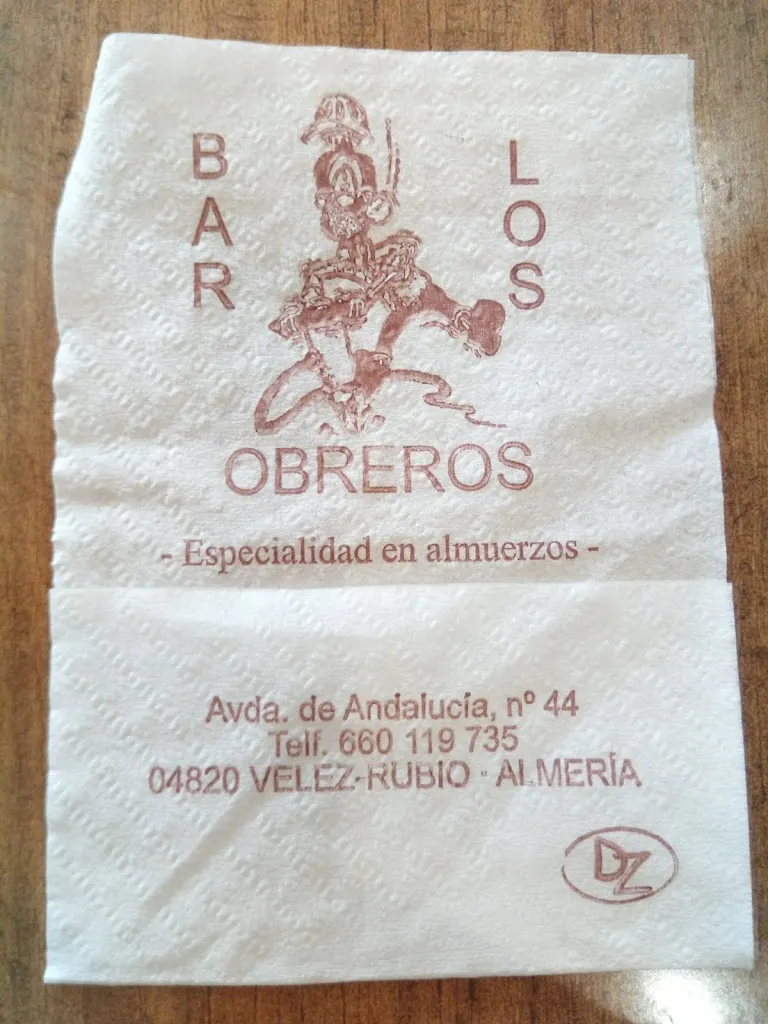 BAR LOS
OBREROS
- Especialidad en almuerzos -
Avda. de Andalucía, nº 44
Telf. 660 119 735
04820 VELEZ-RUBIO - ALMERÍA
DZ